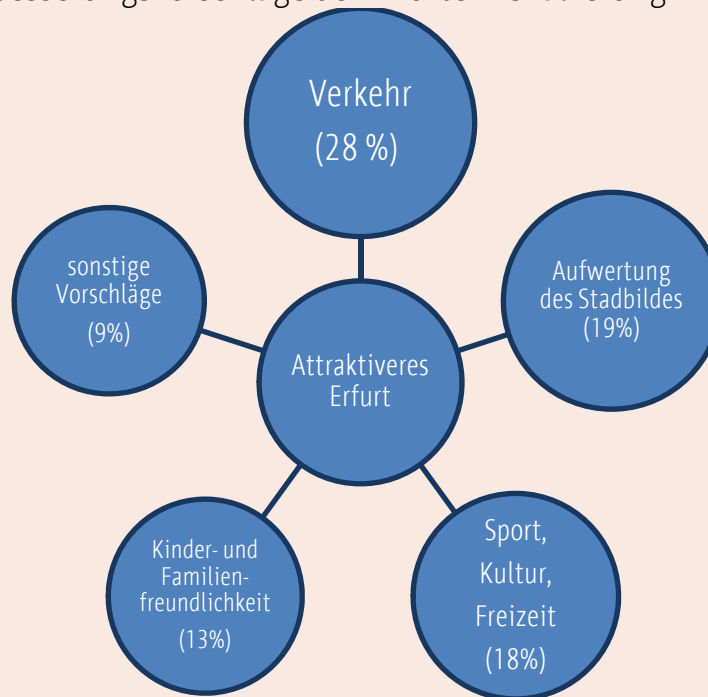 Verkehr
(28 %)
sonstige
Vorschläge
(9%)
Aufwertung
des Stadbildes
(19%)
Attraktiveres
Erfurt
Kinder- und
Familien-
freundlichkeit
(13%)
Sport,
Kultur,
Freizeit
(18%)